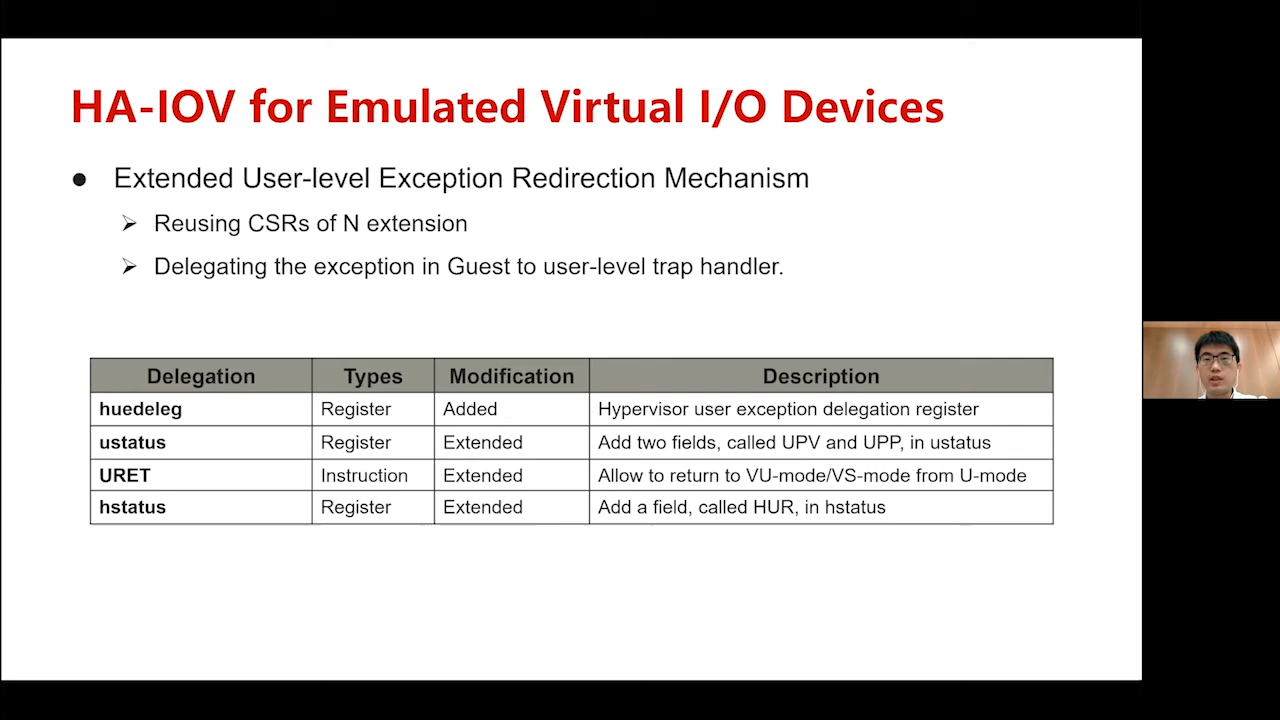 HA-IOV for Emulated Virtual I/O Devices
● Extended User-level Exception Redirection Mechanism
➢ Reusing CSRs of N extension
➢ Delegating the exception in Guest to user-level trap handler.
Delegation Types Modification Description
huedeleg Register Added Hypervisor user exception delegation register
ustatus Register Extended Add two fields, called UPV and UPP, in ustatus
URET Instruction Extended Allow to return to VU-mode/VS-mode from U-mode
hstatus Register Extended Add a field, called HUR, in hstatus